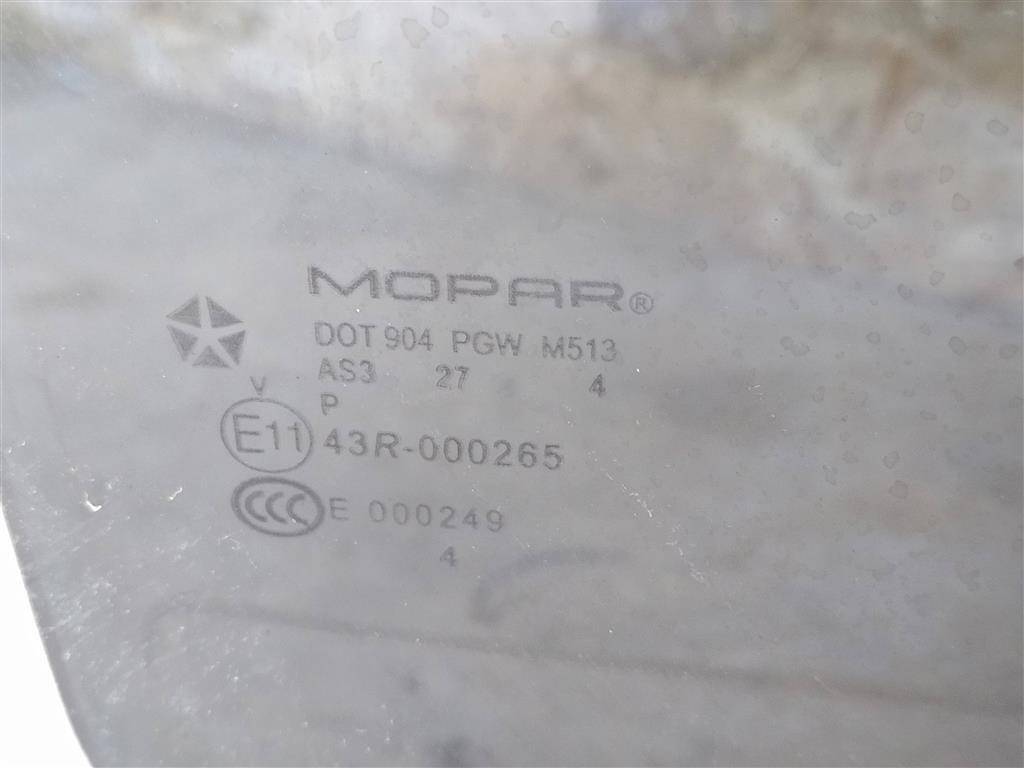 MOPAR®
DOT 904 PGW M513
AS3 27 4
V P
E11 43R-000265
CCC E 000249
4